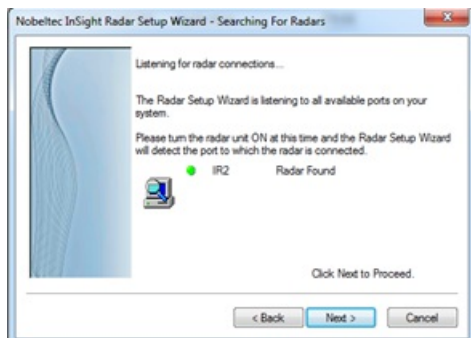 Nobeltec InSight Radar Setup Wizard - Searching For Radars
Listening for radar connections...
The Radar Setup Wizard is listening to all available ports on your
system.
Please turn the radar unit ON at this time and the Radar Setup Wizard
will detect the port to which the radar is connected.
IR2 Radar Found
Click Next to Proceed.
< Back Next > Cancel